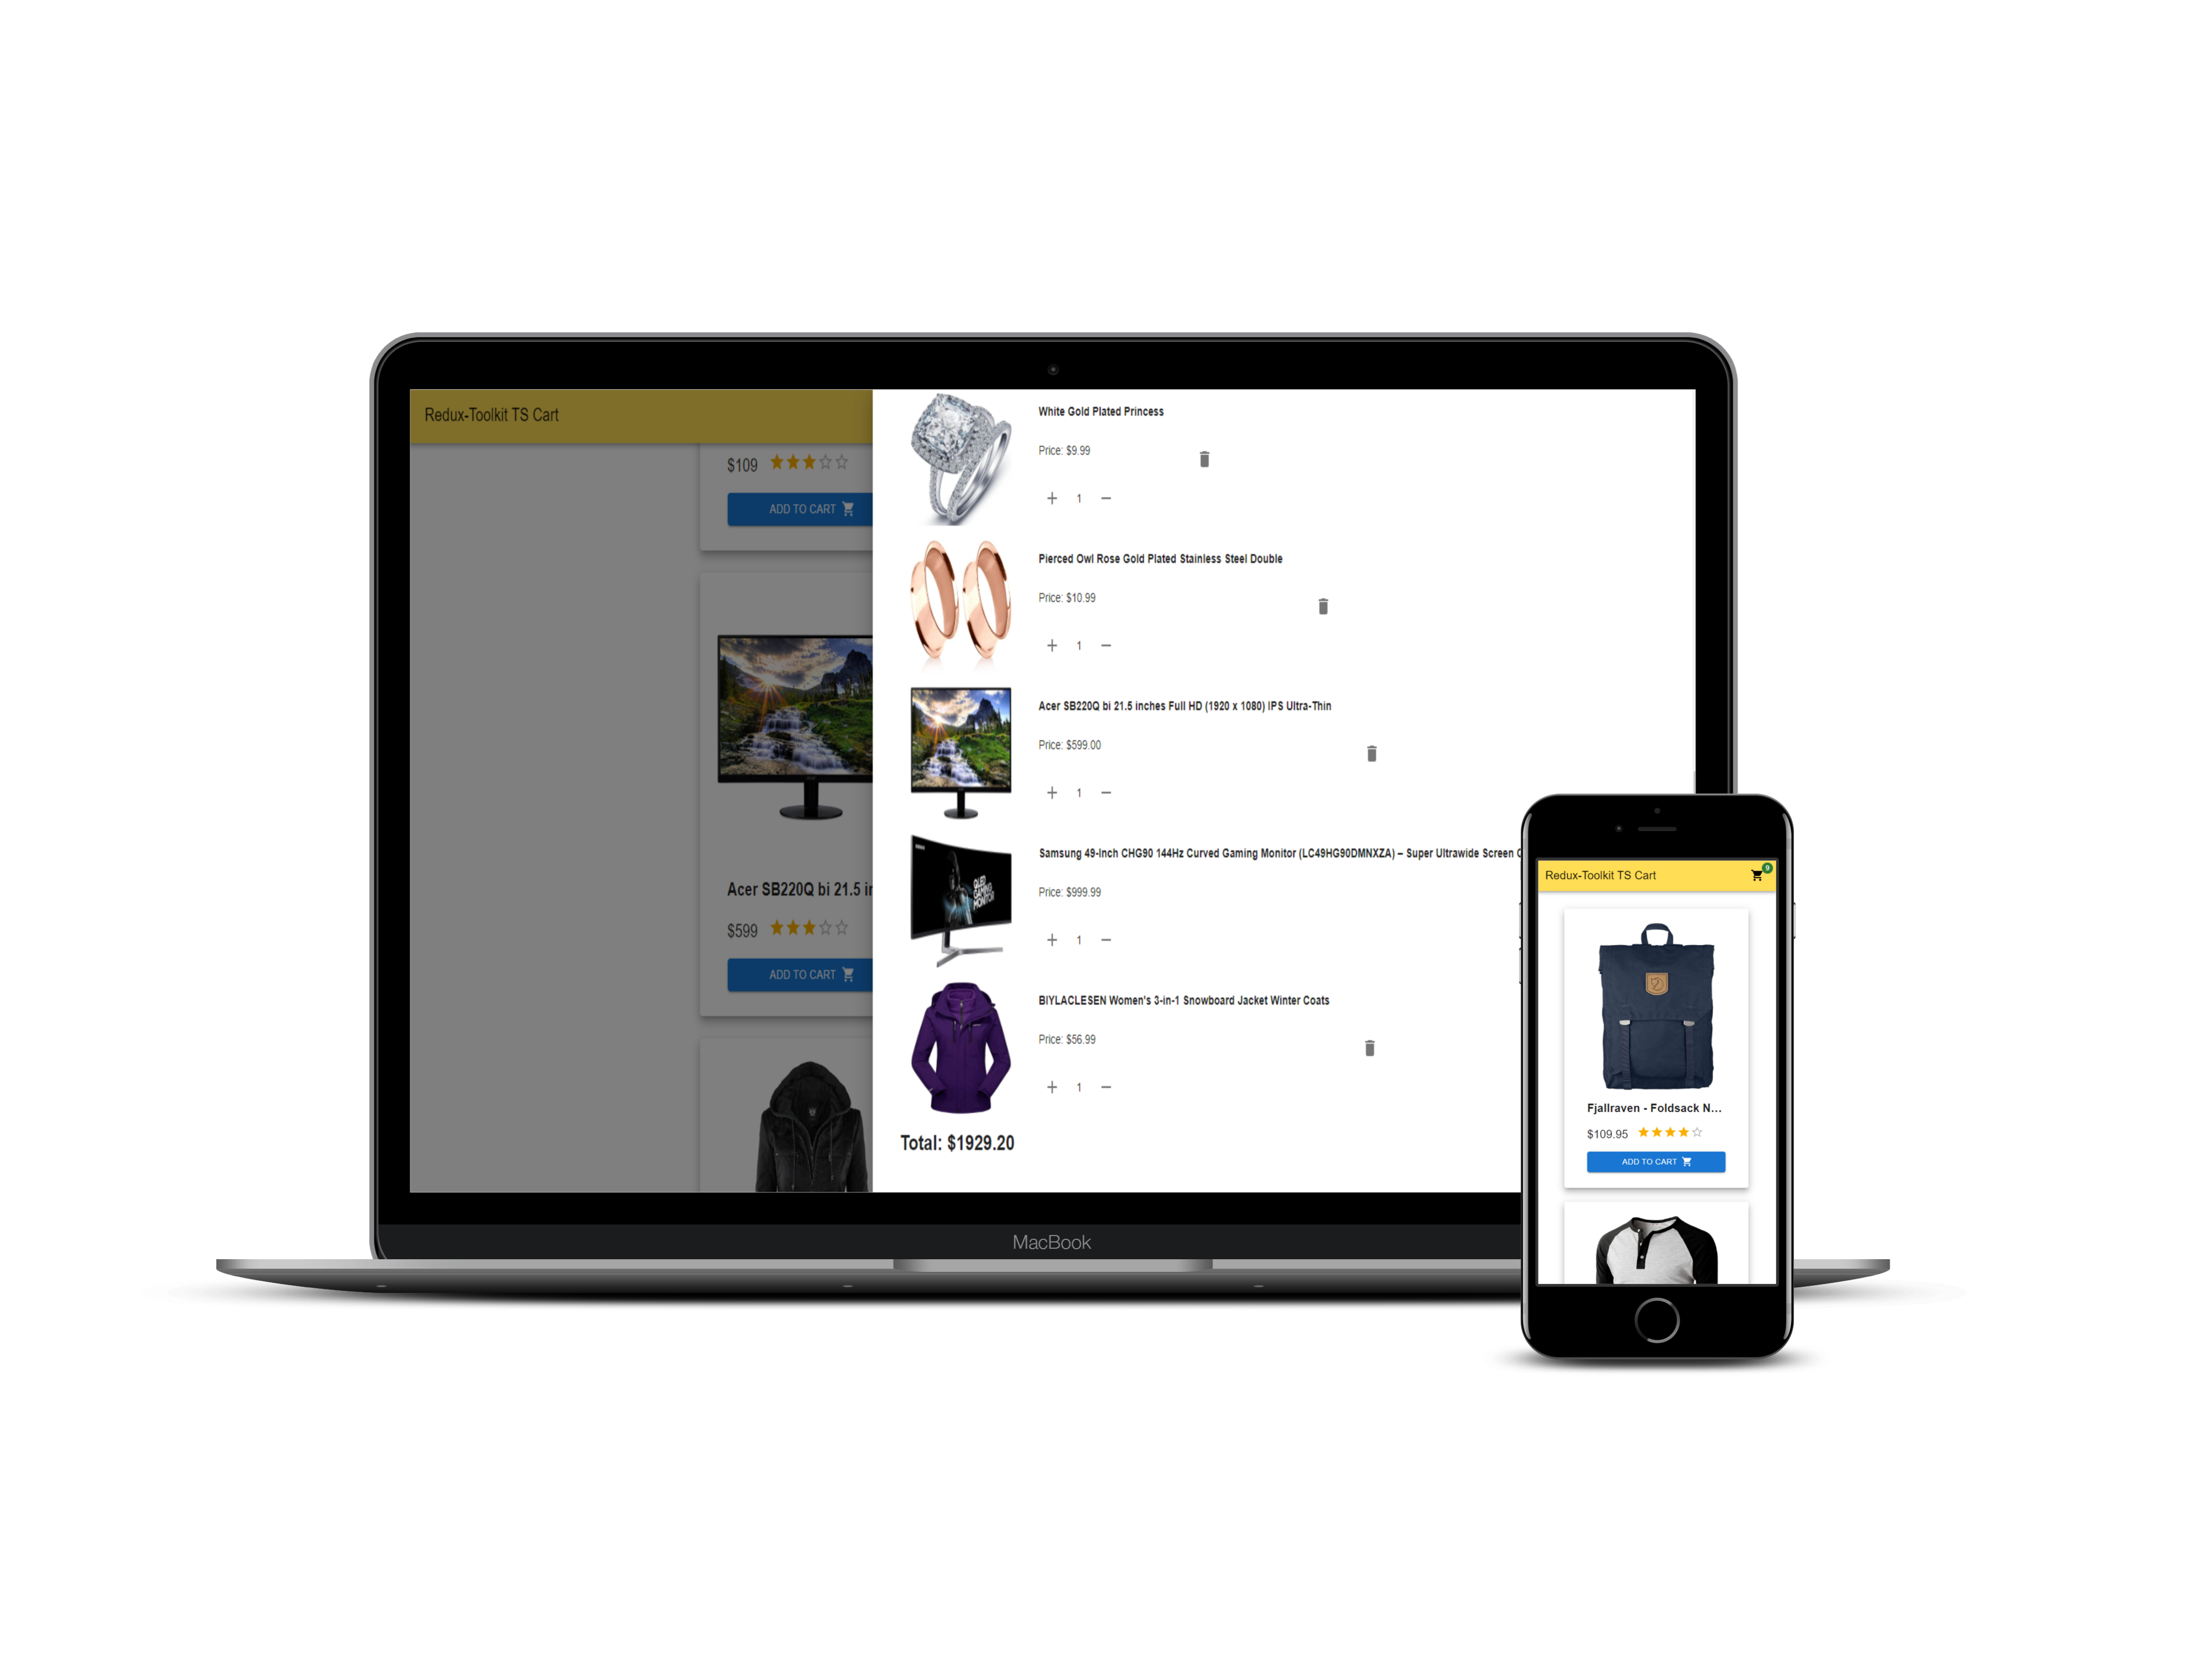 Redux-Toolkit TS Cart
$109
ADD TO CART
Acer SB220Q bi 21.5 in
$599
ADD TO CART
White Gold Plated Princess
Price: $9.99
1
Pierced Owl Rose Gold Plated Stainless Steel Double
Price: $10.99
1
Acer SB220Q bi 21.5 inches Full HD (1920 x 1080) IPS Ultra-Thin
Price: $599.00
1
Samsung 49-Inch CHG90 144Hz Curved Gaming Monitor (LC49HG90DMNXZA) – Super Ultrawide Screen
QLED
GAMING
MONITOR
Price: $999.99
1
BIYLACLESEN Women's 3-in-1 Snowboard Jacket Winter Coats
Price: $56.99
1
Total: $1929.20
MacBook
Redux-Toolkit TS Cart
9
Fjallraven - Foldsack N...
$109.95
ADD TO CART